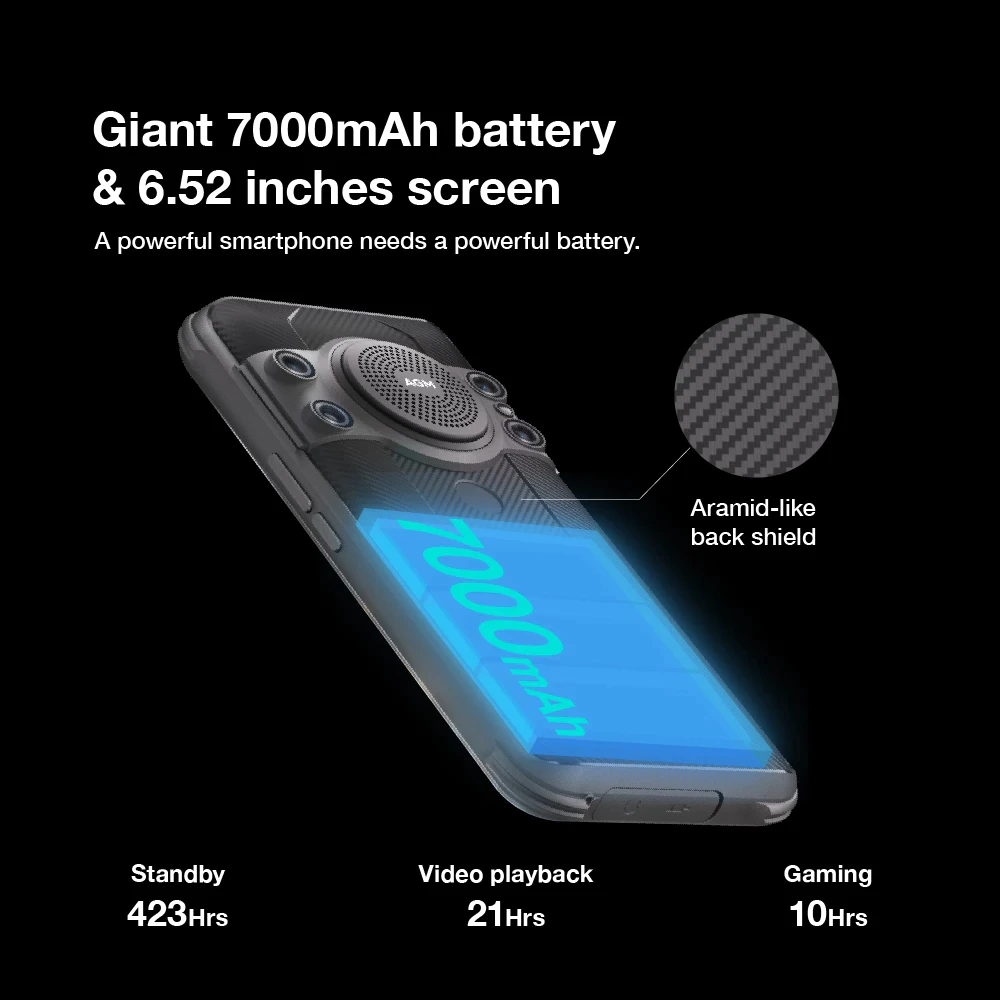 Giant 7000mAh battery
& 6.52 inches screen
A powerful smartphone needs a powerful battery.
AGM
7000mAh
Aramid-like
back shield
Standby
423Hrs
Video playback
21Hrs
Gaming
10Hrs